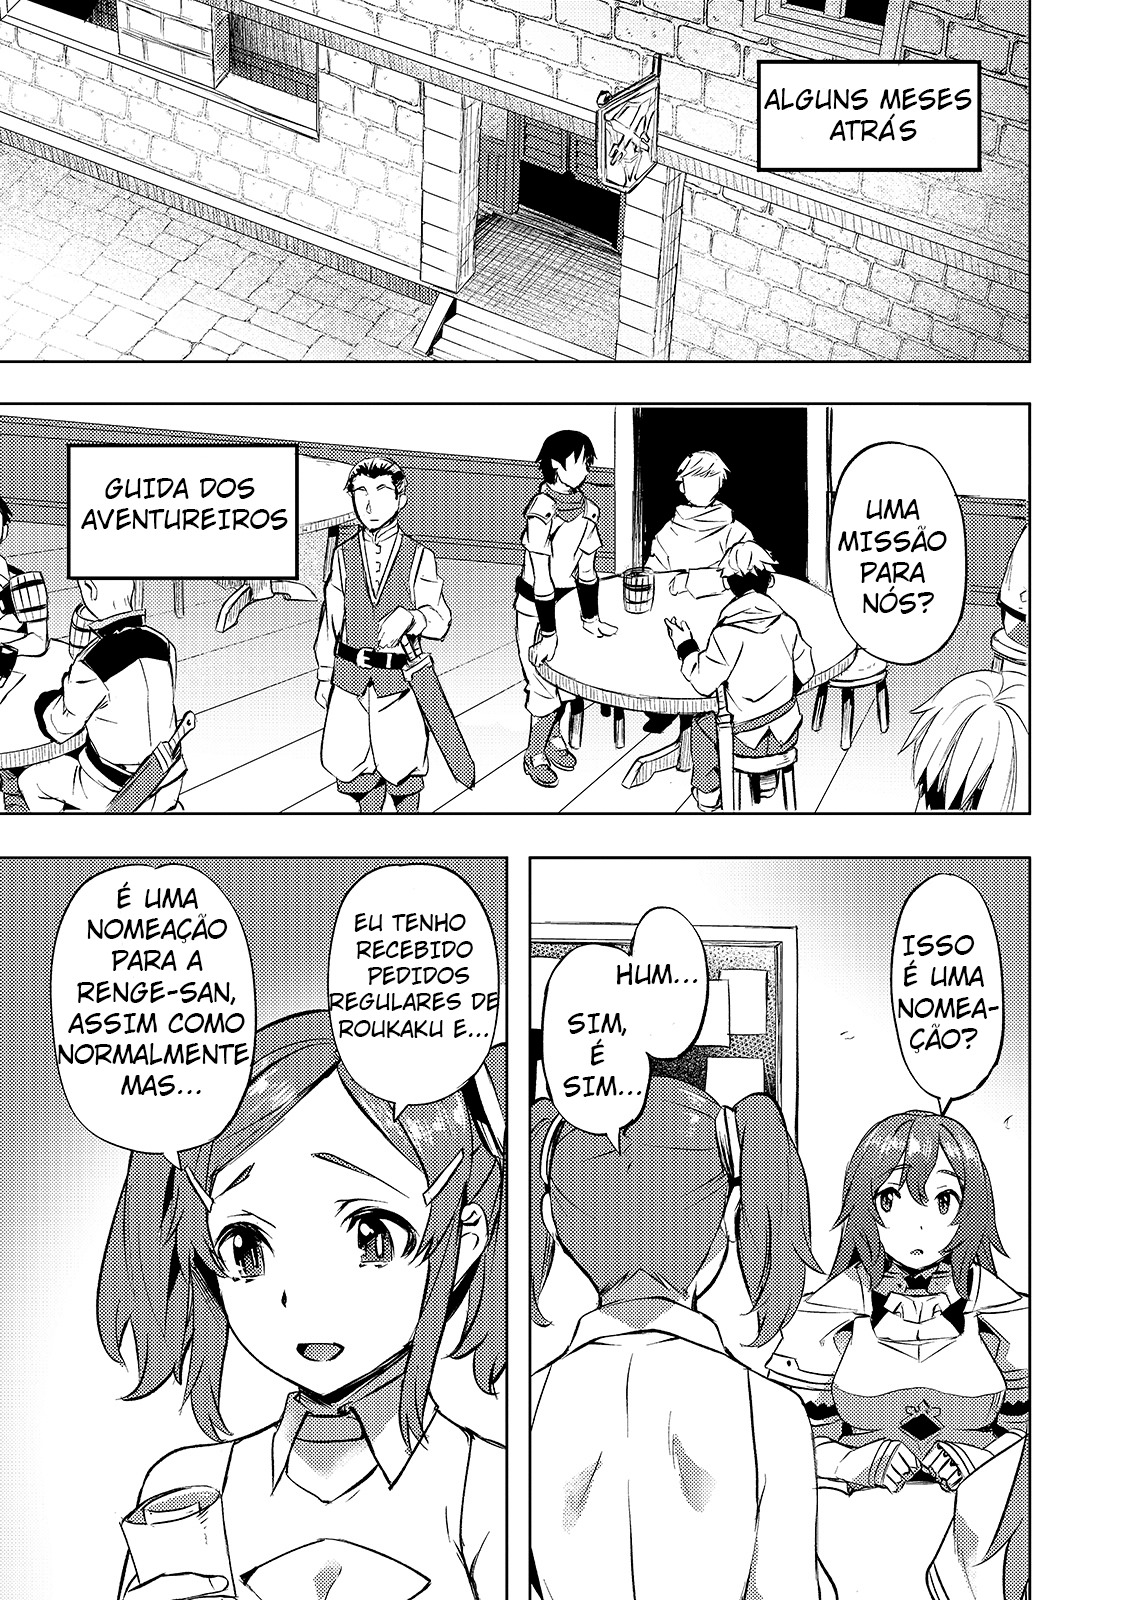 ALGUNS MESES
ATRÁS
UMA
MISSÃO
PARA
NÓS?
GUIDA DOS
AVENTUREIROS
ISSO
É UMA
NOMEA-
ÇÃO?
HUM...
SIM,
É
SIM...
EU TENHO
RECEBIDO
PEDIDOS
REGULARES DE
ROUKAKU E...
É UMA
NOMEAÇÃO
PARA A
RENGE-SAN,
ASSIM COMO
NORMALMENTE
MAS...